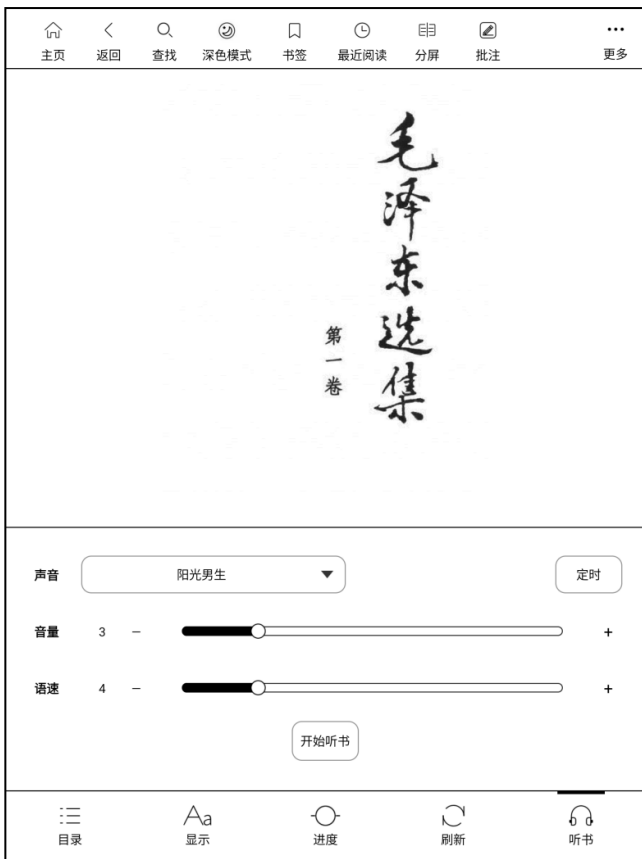 主页 返回 查找 深色模式 书签 最近阅读 分屏 批注 更多
毛泽东选集
第一卷
声音 阳光男生 定时
音量 3 − +
语速 4 − +
开始听书
Aa
目录 显示 进度 刷新 听书